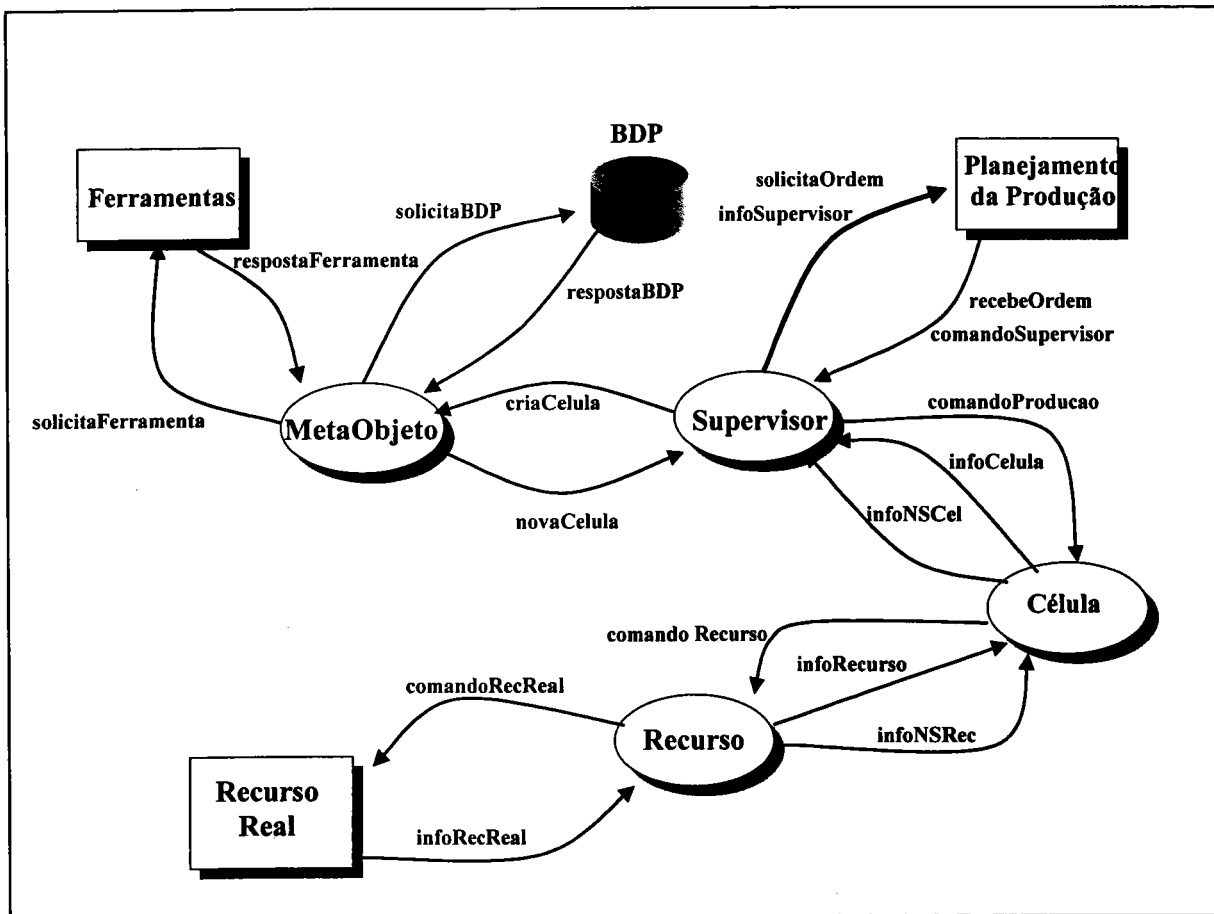 BDP
Ferramentas
solicitaBDP
solicitaOrdem
infoSupervisor
Planejamento
da Produção
respostaFerramenta
respostaBDP
recebeOrdem
comandoSupervisor
solicitaFerramenta
MetaObjeto
criaCelula
Supervisor
comandoProducao
infoCelula
infoNSCel
novaCelula
Célula
comando Recurso
infoRecurso
comandoRecReal
Recurso
infoNSRec
Recurso
Real
infoRecReal